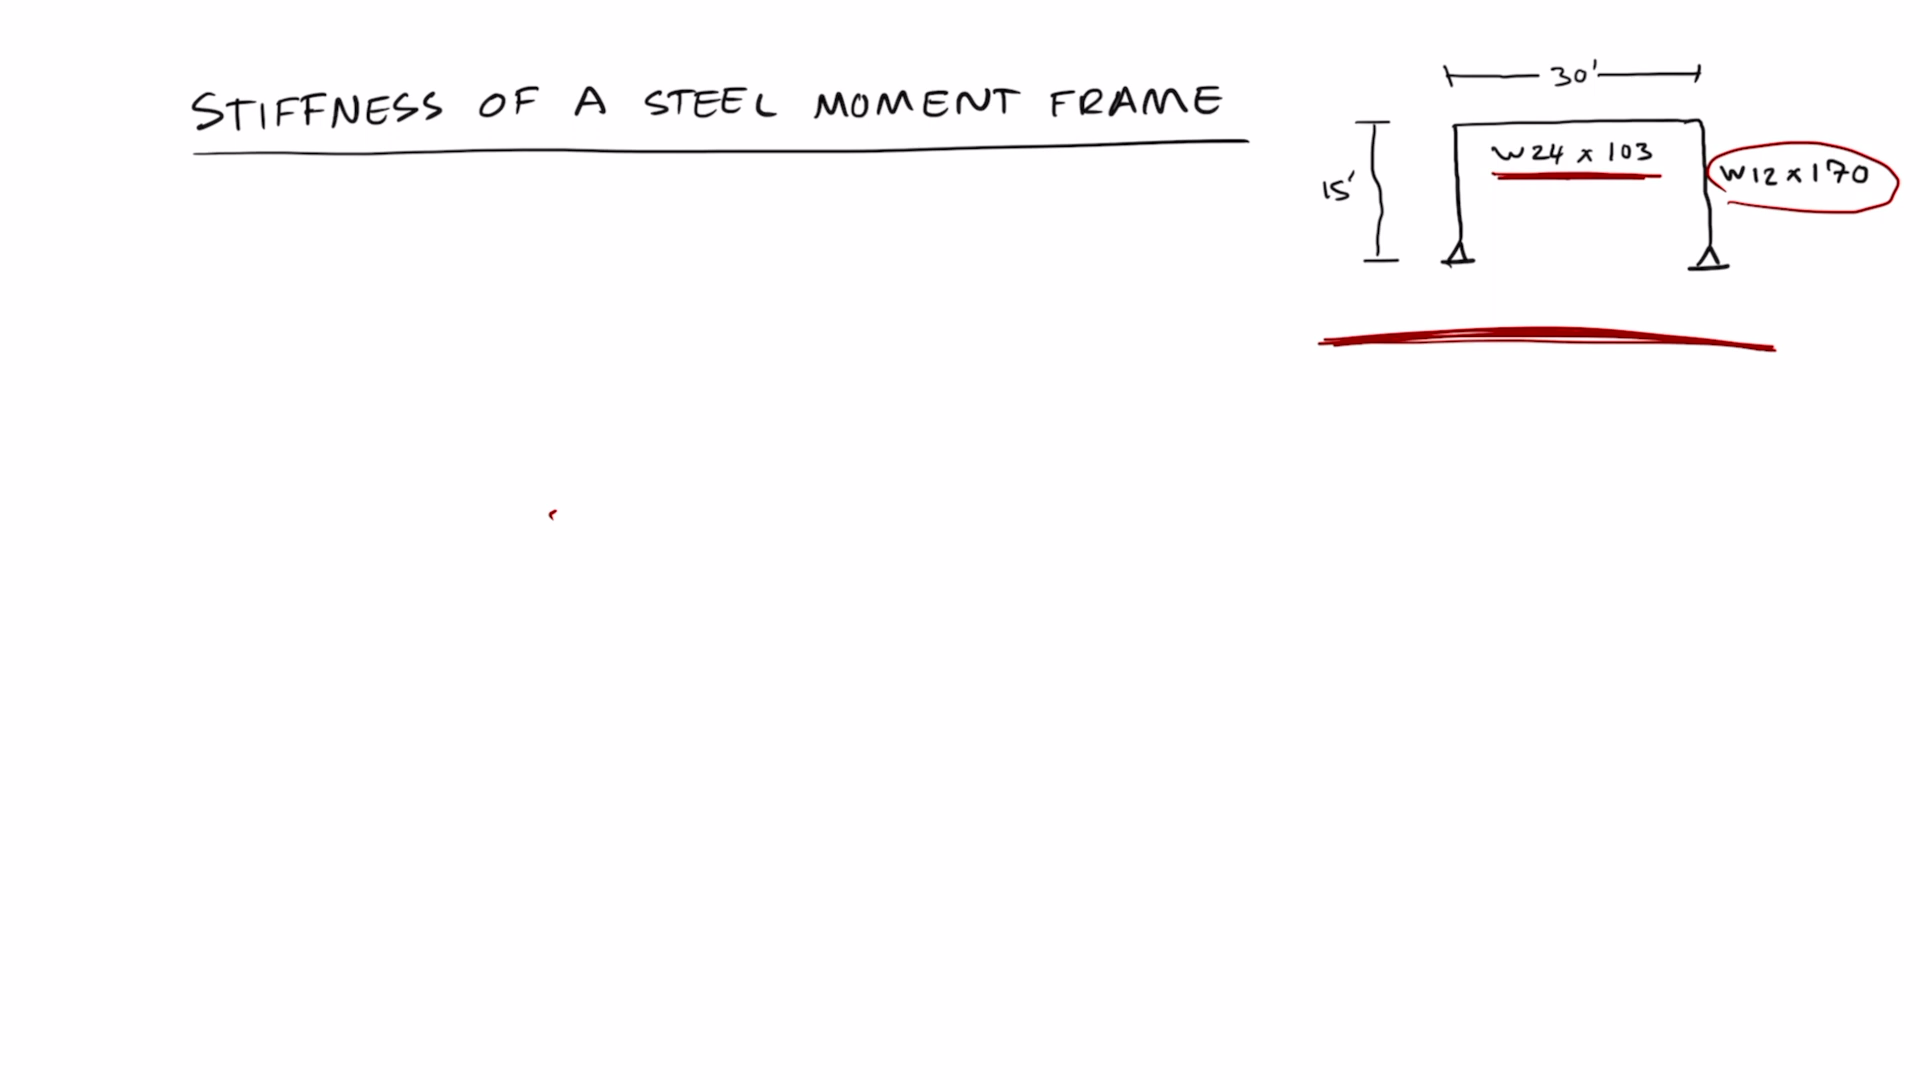 STIFFNESS OF A STEEL MOMENT FRAME
30'
W24 x 103
15'
W12 x 170